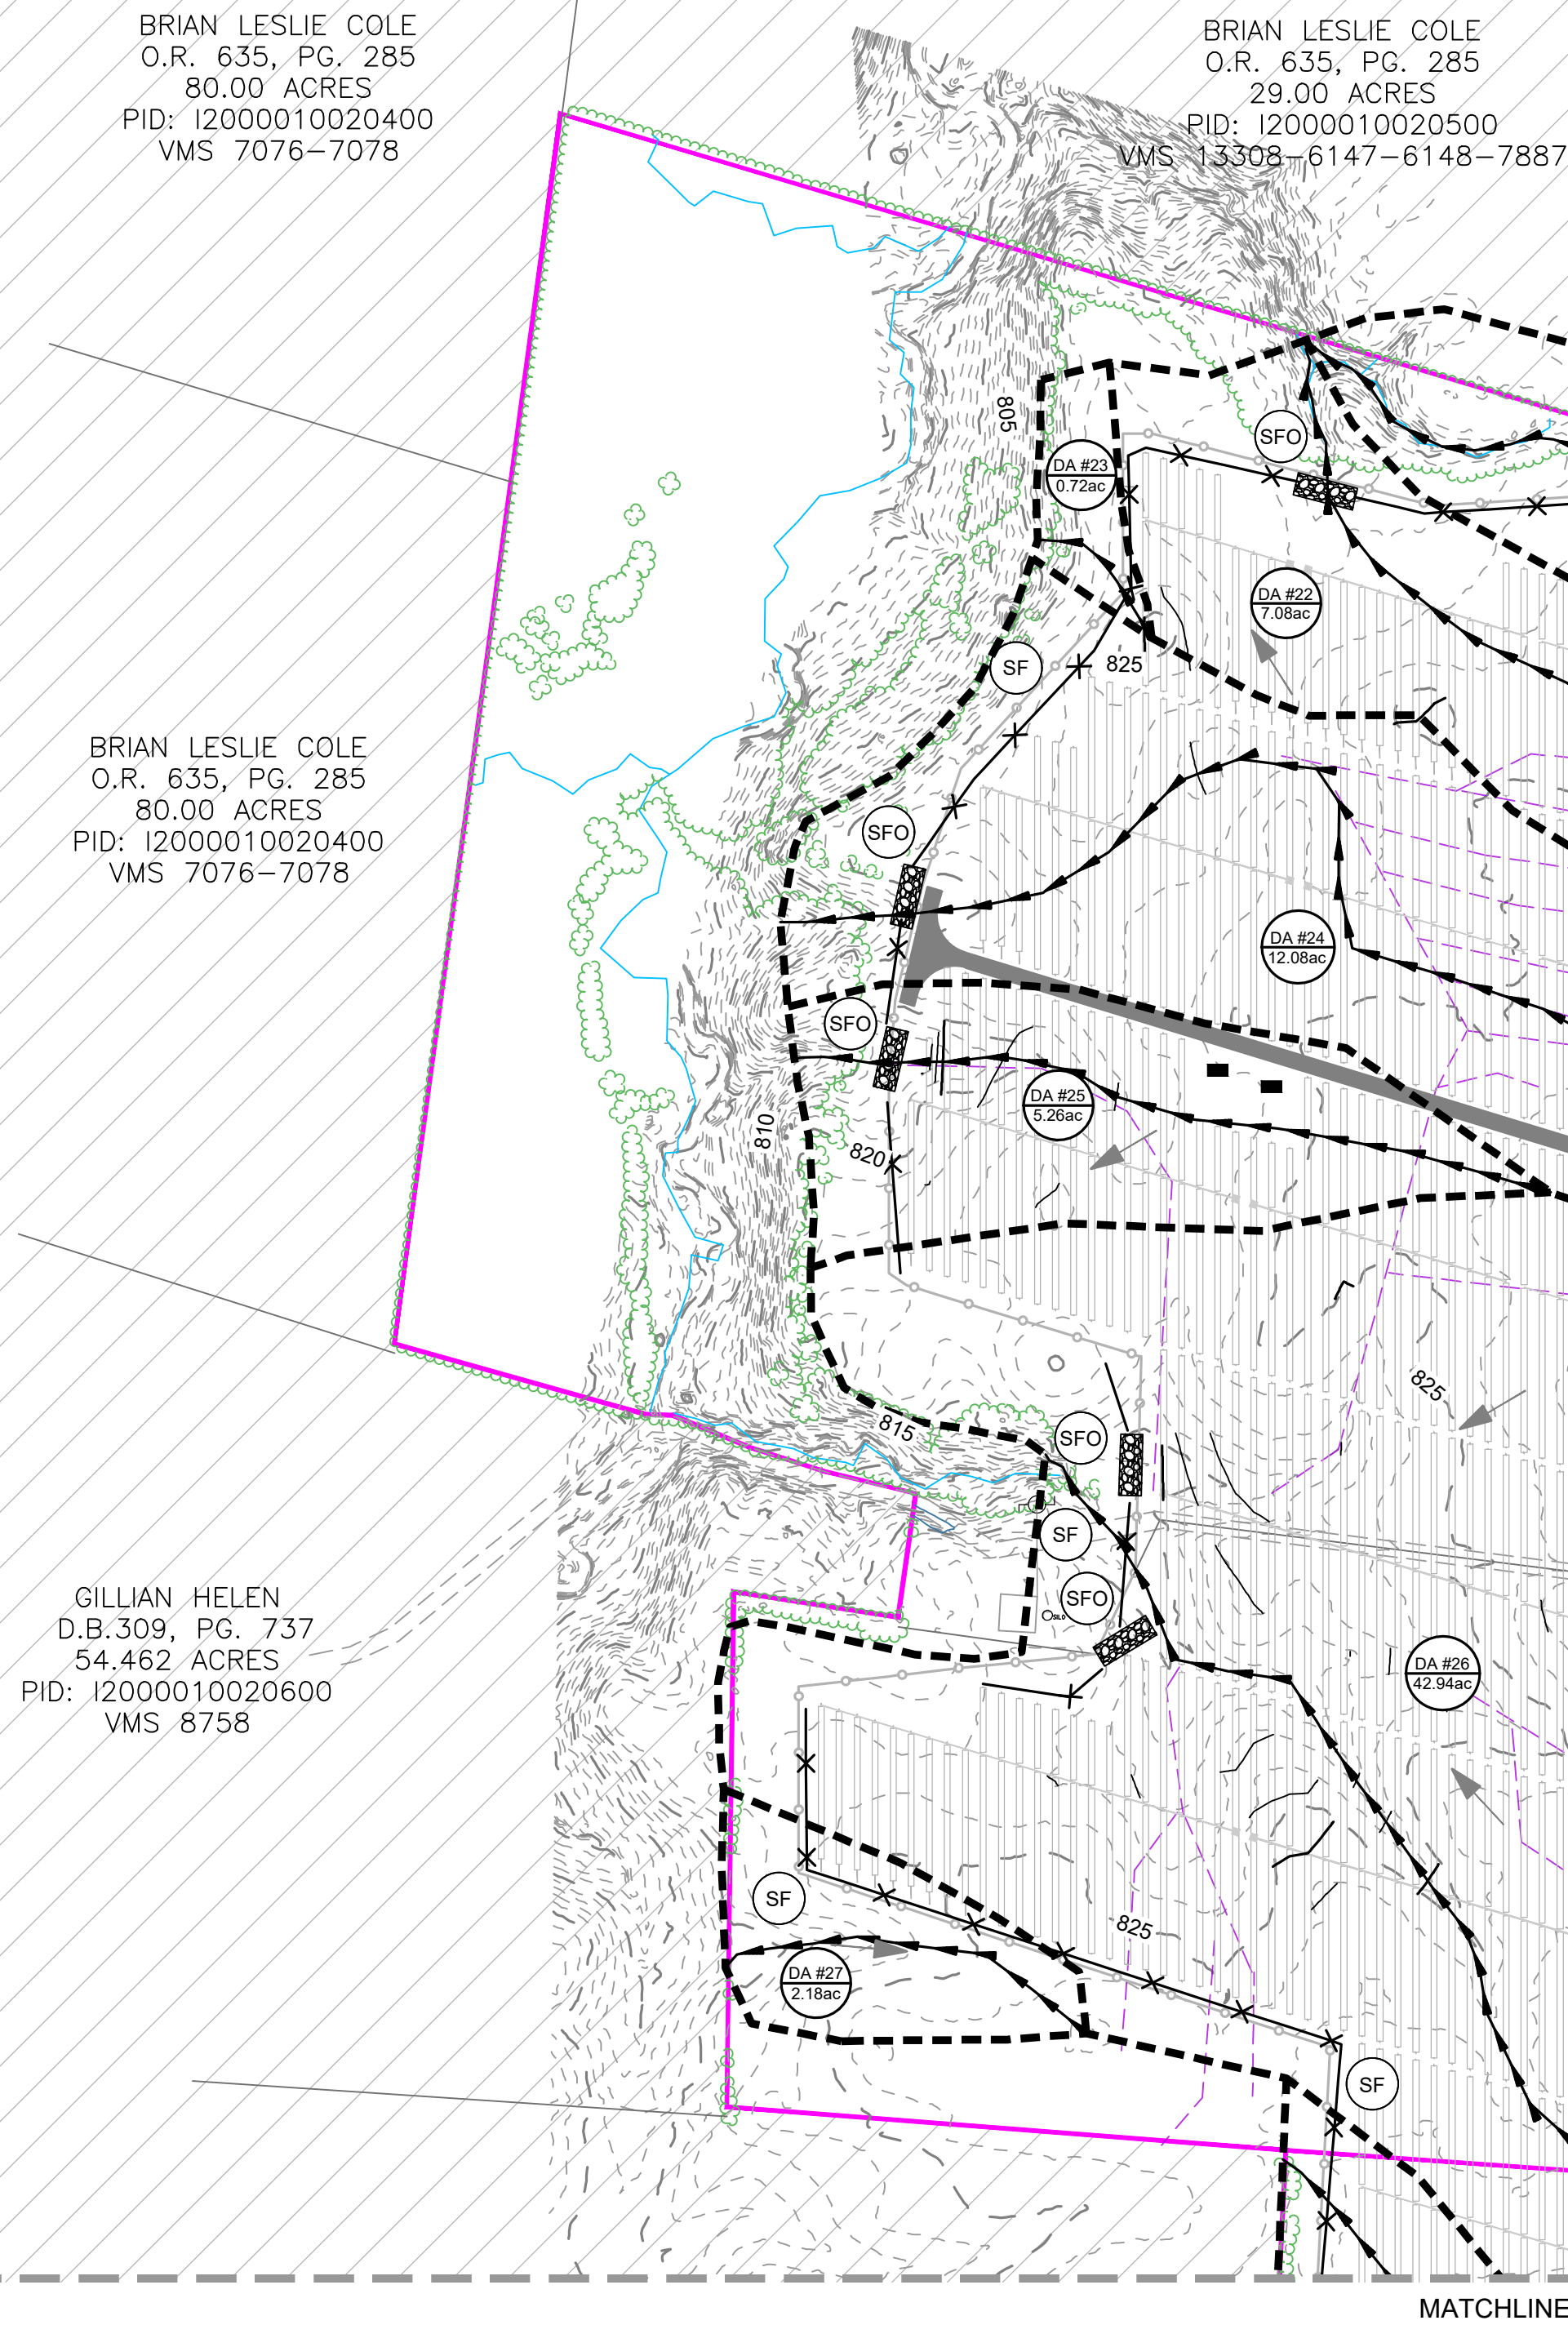 BRIAN LESLIE COLE
O.R. 635, PG. 285
80.00 ACRES
PID: I2000010020400
VMS 7076-7078
BRIAN LESLIE COLE
O.R. 635, PG. 285
29.00 ACRES
PID: I2000010020500
VMS 13308-6147-6148-7887
805
SFO
DA #23
0.72ac
DA #22
7.08ac
SF
825
BRIAN LESLIE COLE
O.R. 635, PG. 285
80.00 ACRES
PID: I2000010020400
VMS 7076-7078
SFO
DA #24
12.08ac
SFO
DA #25
5.26ac
810
820
825
815
SFO
SF
SFO
SILO
GILLIAN HELEN
D.B.309, PG. 737
54.462 ACRES
PID: I2000010020600
VMS 8758
DA #26
42.94ac
SF
825
DA #27
2.18ac
SF
MATCHLINE